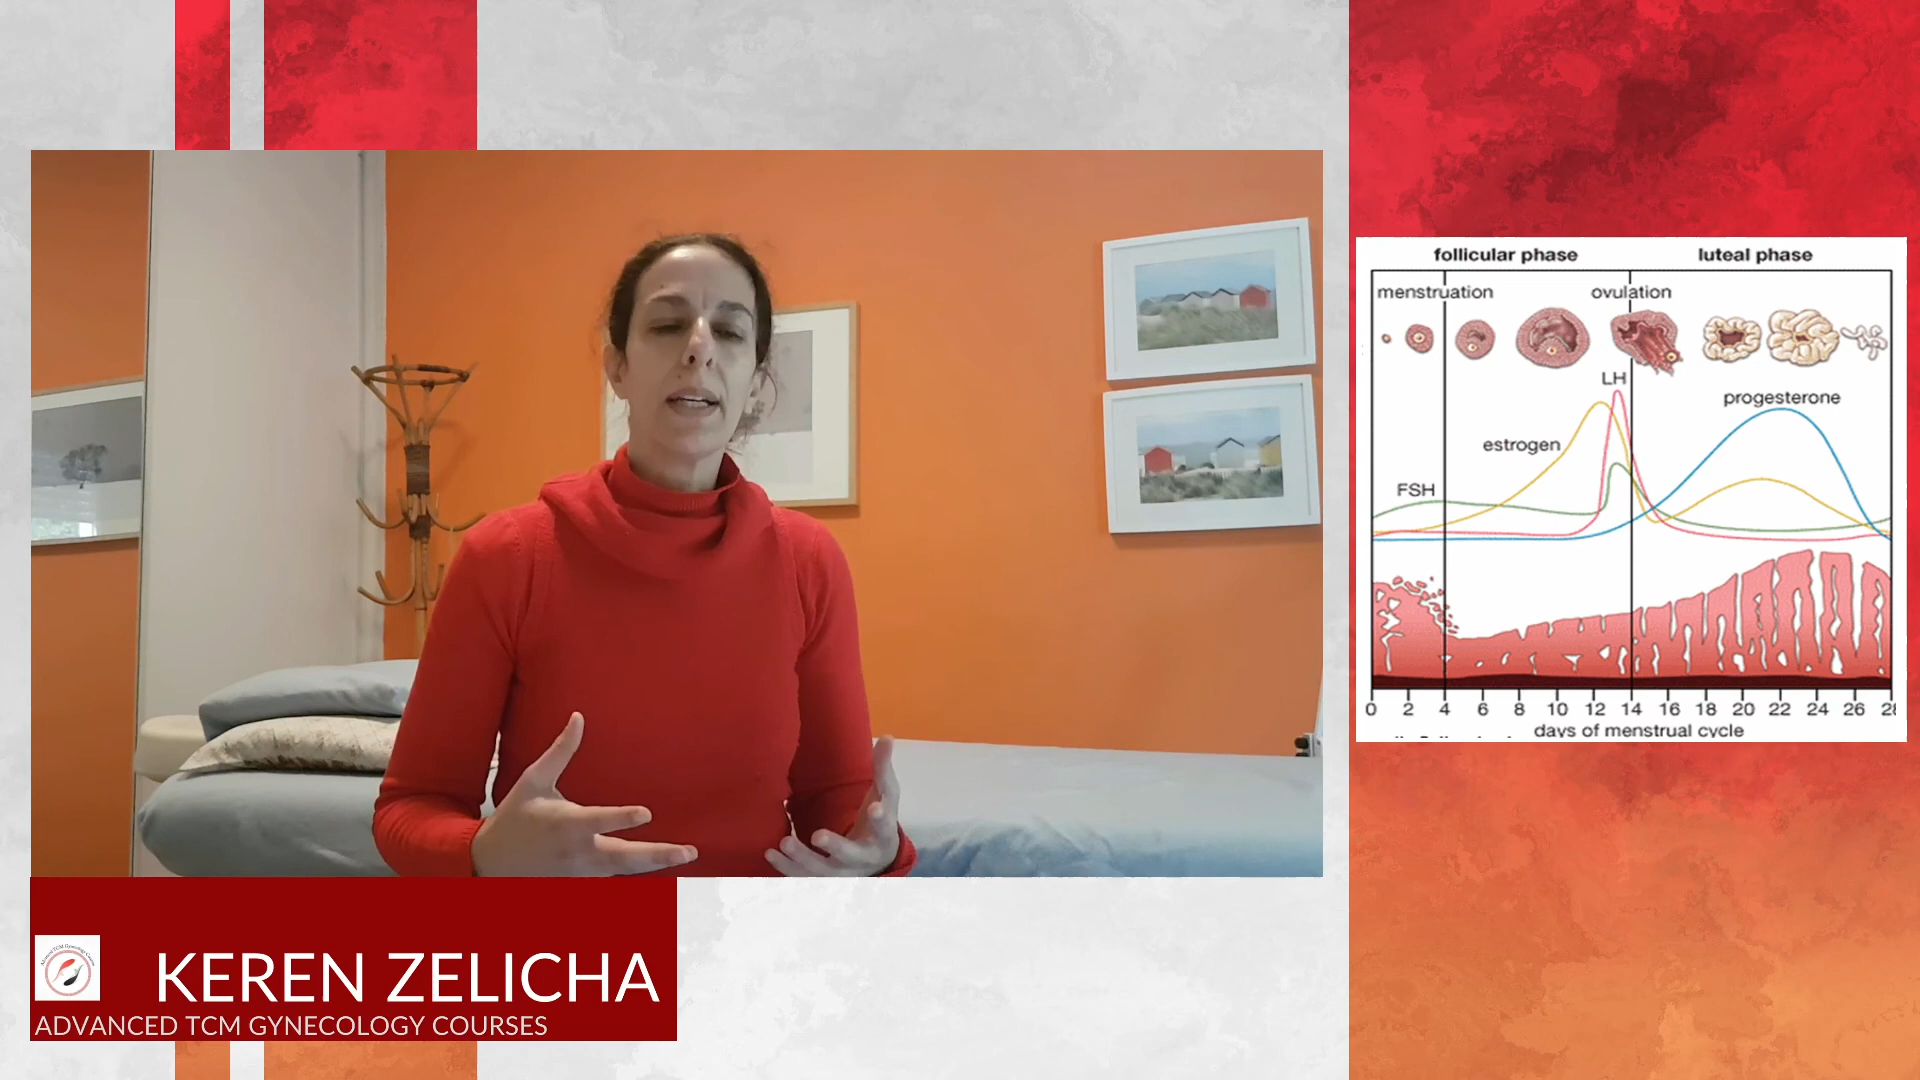 KEREN ZELICHA
ADVANCED TCM GYNECOLOGY COURSES
follicular phase luteal phase
menstruation ovulation
LH
progesterone
estrogen
FSH
0 2 4 6 8 10 12 14 16 18 20 22 24 26 28
days of menstrual cycle